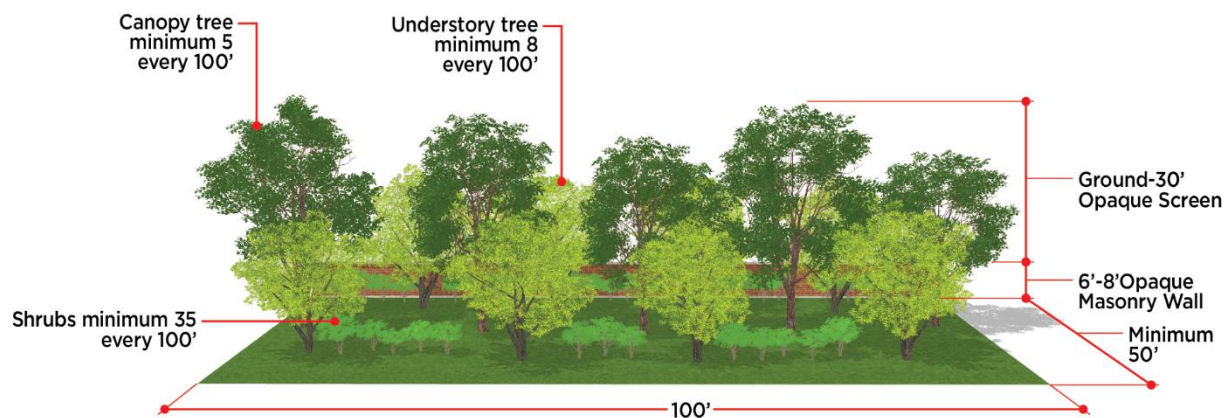 Canopy tree
minimum 5
every 100’
Understory tree
minimum 8
every 100’
Ground-30’
Opaque Screen
6’-8’Opaque
Masonry Wall
Minimum
50’
Shrubs minimum 35
every 100’
100’